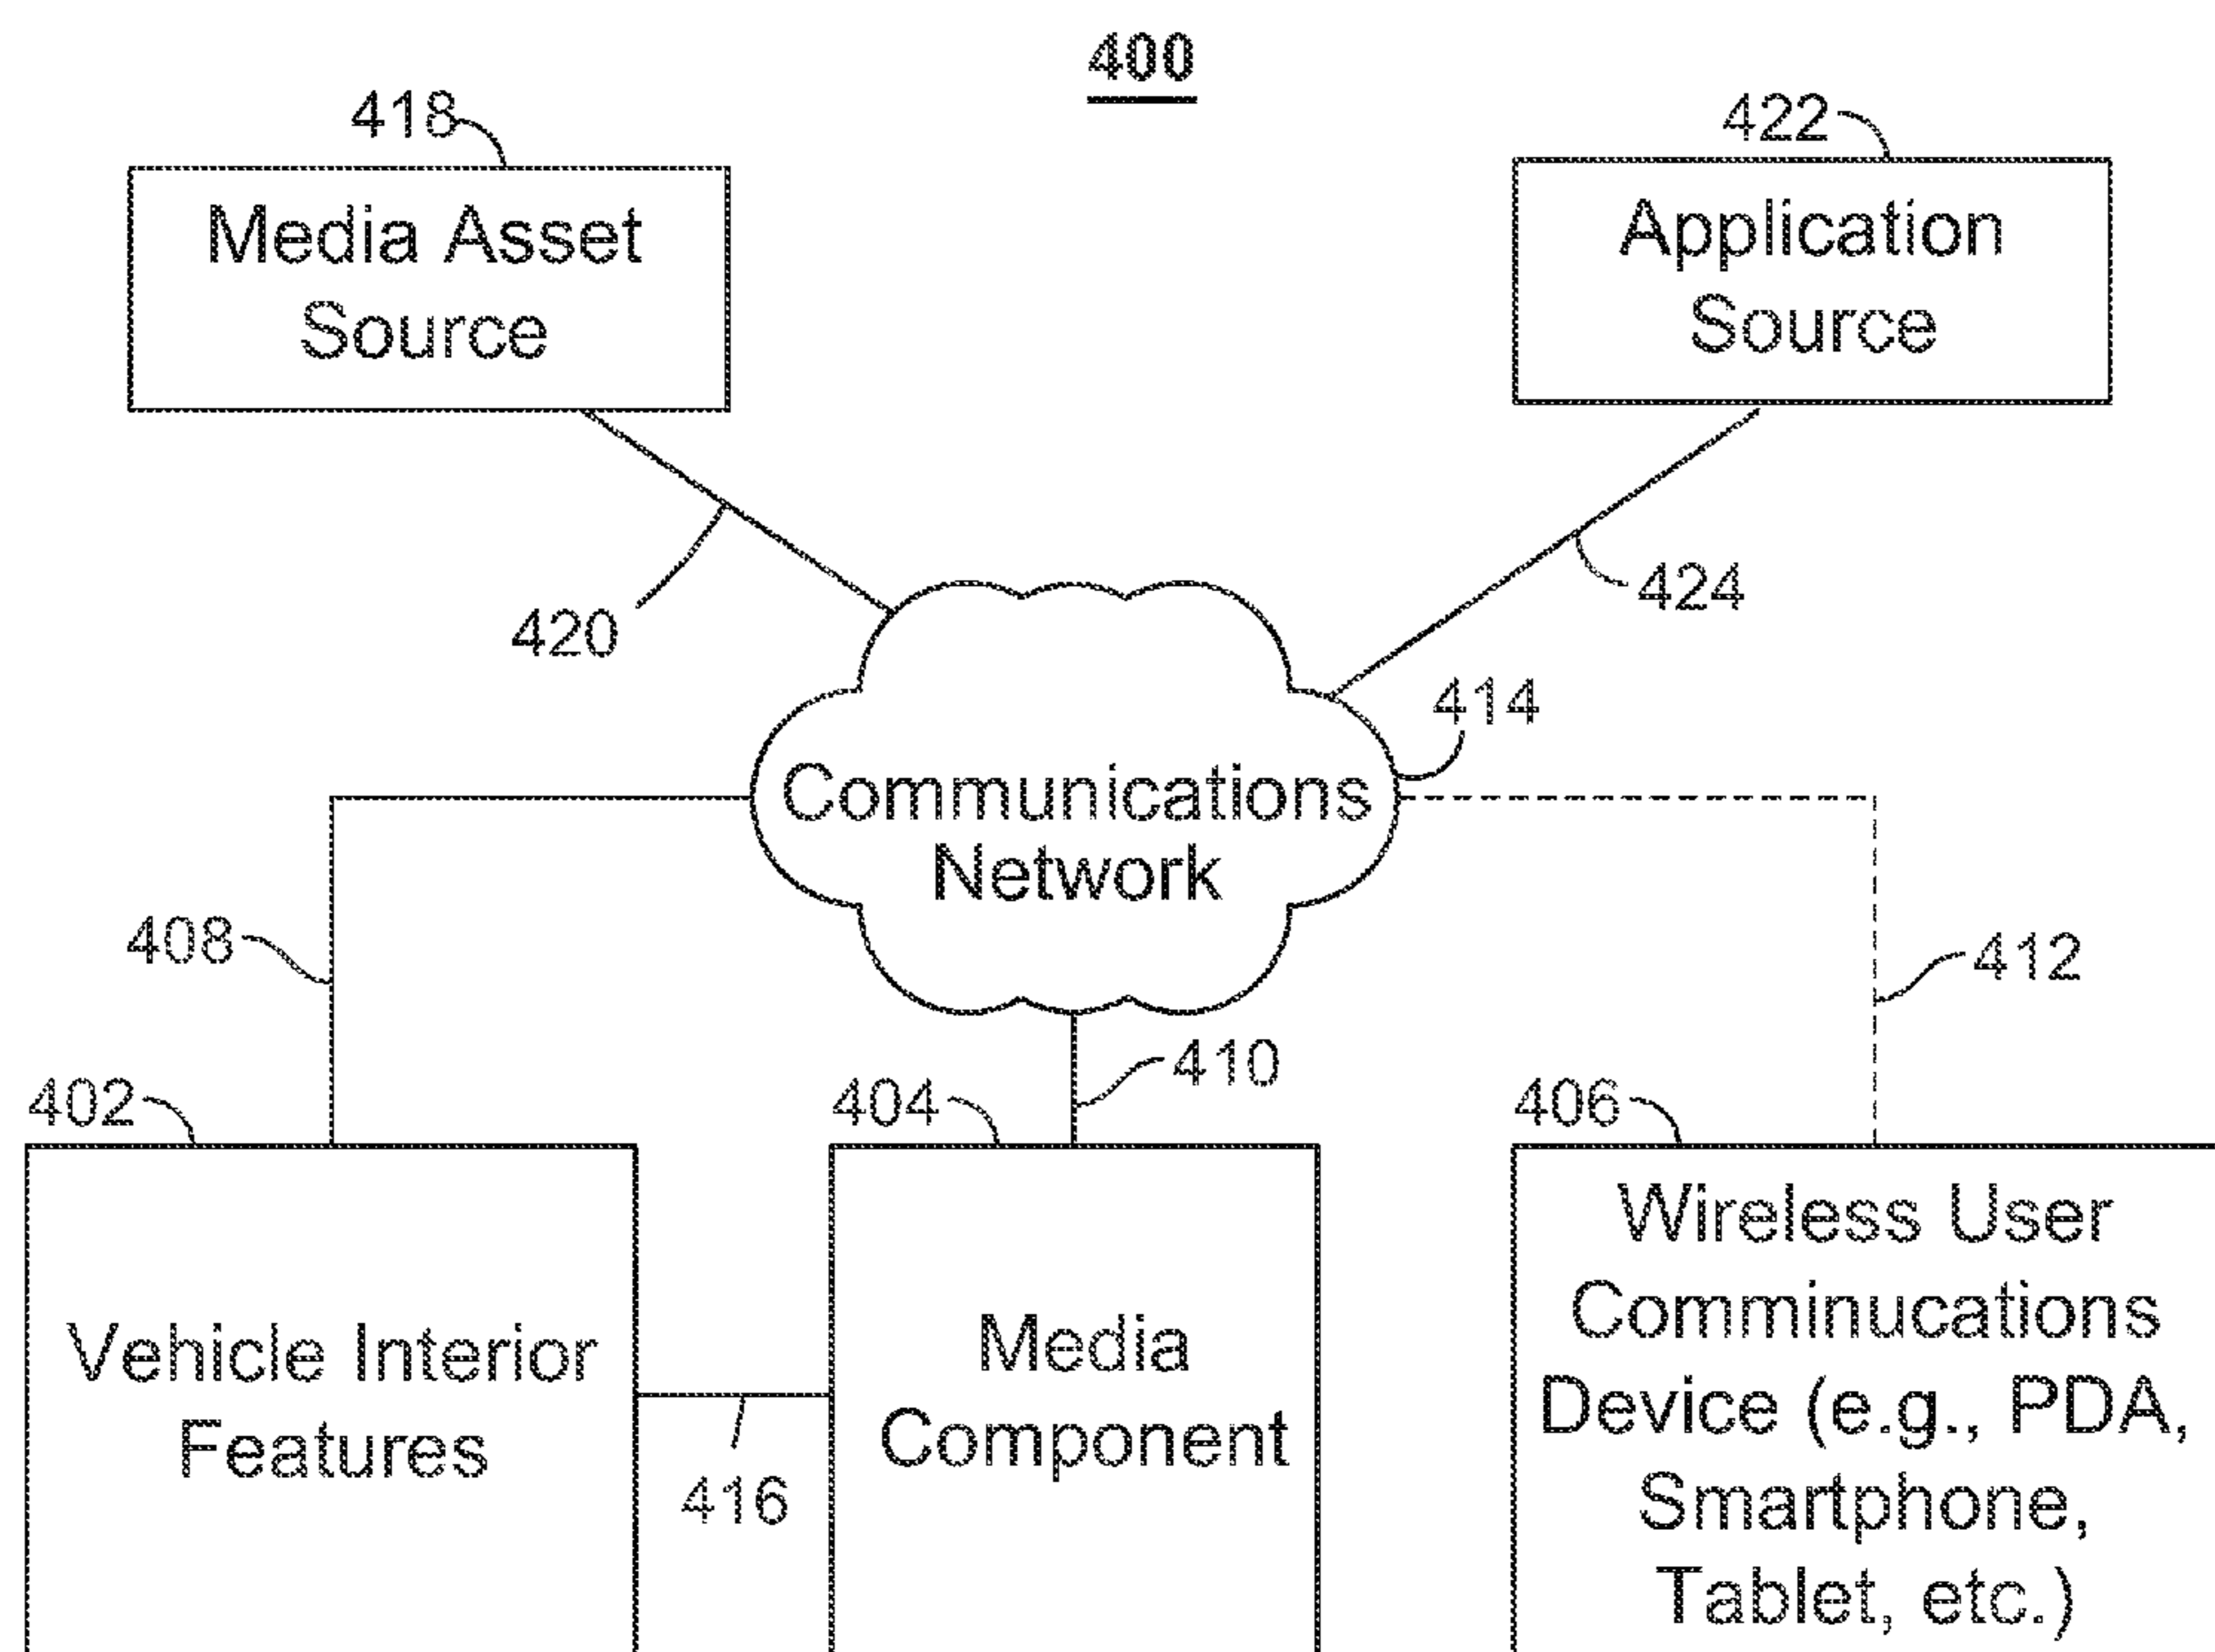 400
418
422
Media Asset
Source
Application
Source
420
424
414
Communications
Network
408
412
410
402
404
406
Vehicle Interior
Features
416
Media
Component
Wireless User
Comminucations
Device (e.g., PDA,
Smartphone,
Tablet, etc.)